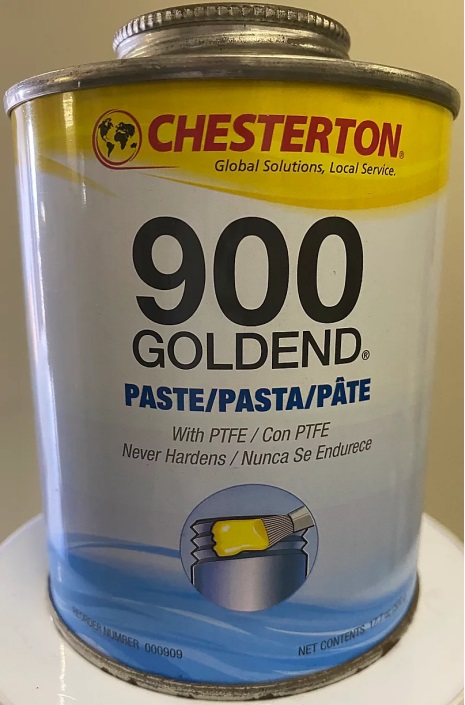 CHESTERTON®
Global Solutions, Local Service.
900
GOLDEND®
PASTE/PASTA/PÂTE
With PTFE / Con PTFE
Never Hardens / Nunca Se Endurece
REORDER NUMBER 000909
NET CONTENTS